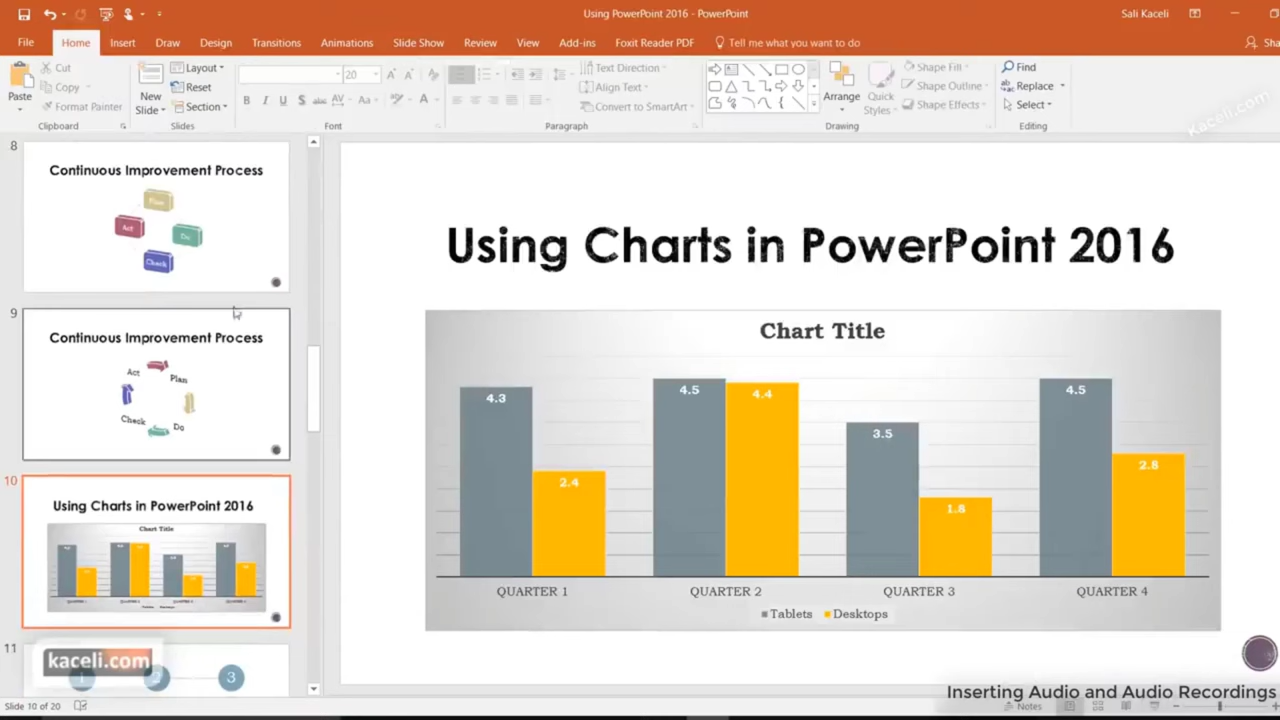 Using PowerPoint 2016 - PowerPoint
Sali Kaceli
File Home Insert Draw Design Transitions Animations Slide Show Review View Add-ins Foxit Reader PDF Tell me what you want to do
Paste
Cut
Copy
Format Painter
Clipboard
New Slide
Layout
Reset
Section
Slides
20
Font
Text Direction
Align Text
Convert to SmartArt
Paragraph
Arrange
Quick Styles
Shape Fill
Shape Outline
Shape Effects
Drawing
Find
Replace
Select
Editing
Kaceli.com
8
Continuous Improvement Process
Plan
Act
Do
Check
9
Continuous Improvement Process
Act
Plan
Check
Do
10
Using Charts in PowerPoint 2016
Chart Title
11
kaceli.com
1 2 3
Using Charts in PowerPoint 2016
Chart Title
4.3 2.4 4.5 4.4 3.5 1.8 4.5 2.8
QUARTER 1 QUARTER 2 QUARTER 3 QUARTER 4
Tablets Desktops
Inserting Audio and Audio Recordings
Slide 10 of 20
Notes